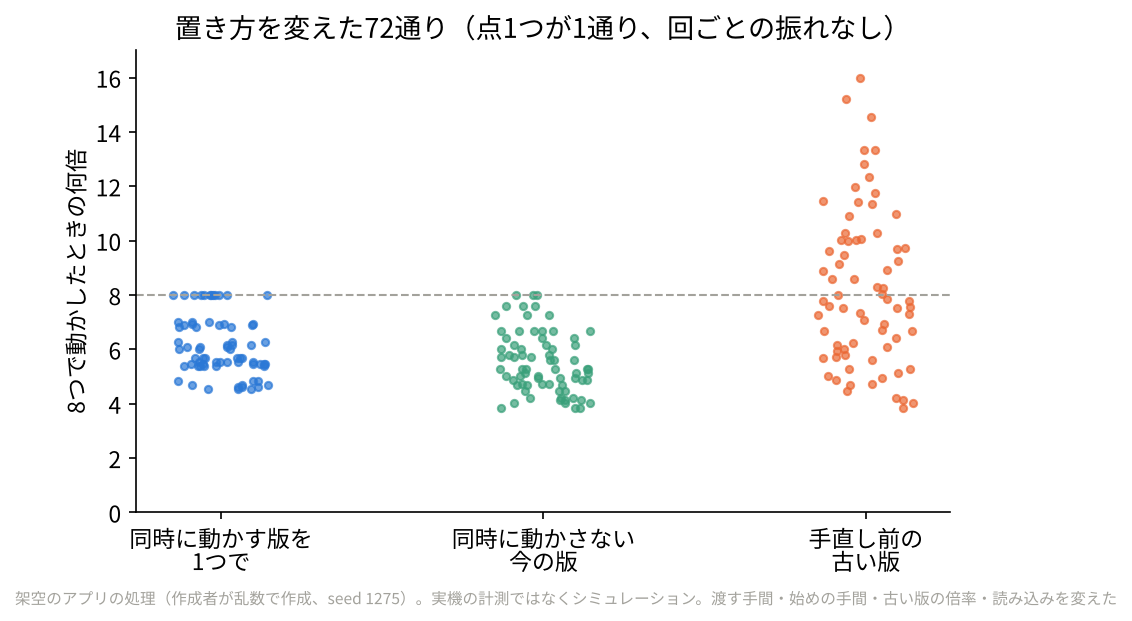 置き方を変えた72通り（点1つが1通り、回ごとの振れなし）
8つで動かしたときの何倍
16
14
12
10
8
6
4
2
0
同時に動かす版を
1つで
同時に動かさない
今の版
手直し前の
古い版
架空のアプリの処理（作成者が乱数で作成、seed 1275）。実機の計測ではなくシミュレーション。渡す手間・始めの手間・古い版の倍率・読み込みを変えた